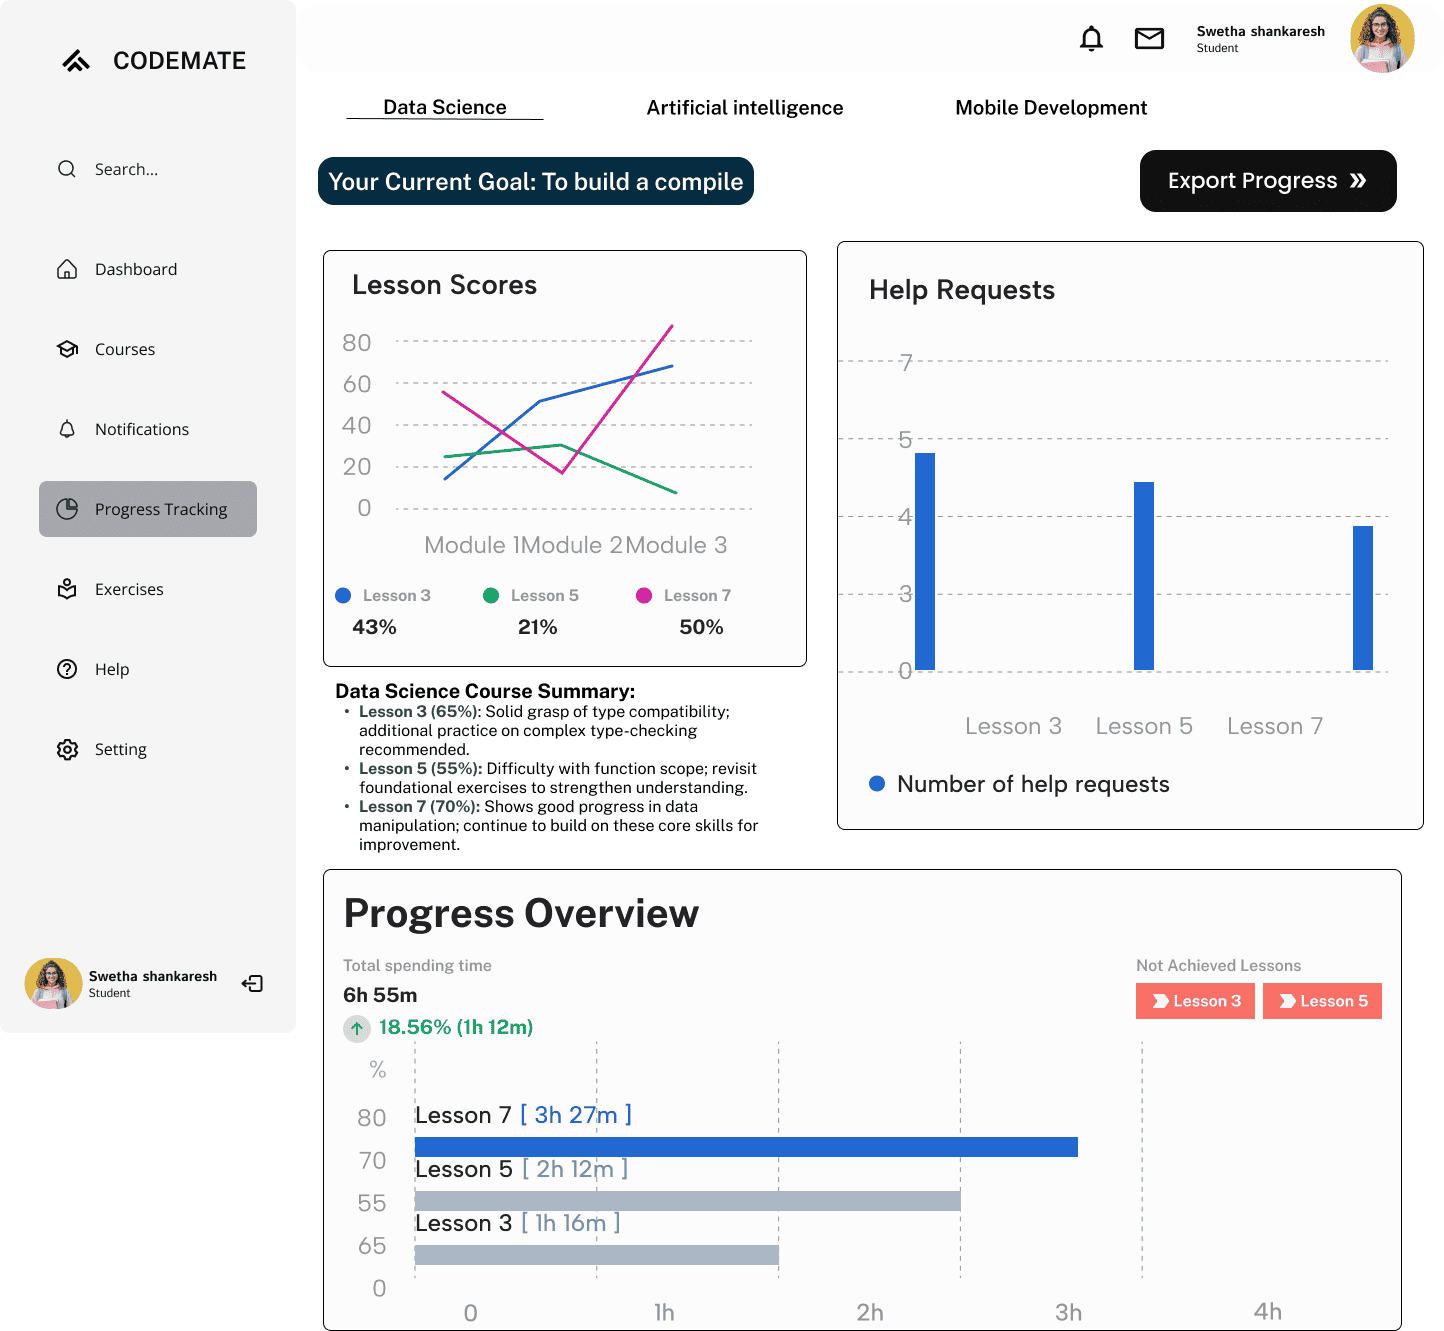 CODEMATE
Search...
Dashboard
Courses
Notifications
Progress Tracking
Exercises
Help
Setting
Swetha shankaresh
Student
Swetha shankaresh
Student
Data Science
Artificial intelligence
Mobile Development
Your Current Goal: To build a compile
Export Progress
Lesson Scores
80
60
40
20
0
Module 1 Module 2 Module 3
Lesson 3
Lesson 5
Lesson 7
43%
21%
50%
Data Science Course Summary:
• Lesson 3 (65%): Solid grasp of type compatibility;
additional practice on complex type-checking
recommended.
• Lesson 5 (55%): Difficulty with function scope; revisit
foundational exercises to strengthen understanding.
• Lesson 7 (70%): Shows good progress in data
manipulation; continue to build on these core skills for
improvement.
Help Requests
7
5
4
3
0
Lesson 3 Lesson 5 Lesson 7
Number of help requests
Progress Overview
Total spending time
6h 55m
18.56% (1h 12m)
Not Achieved Lessons
Lesson 3
Lesson 5
%
80
70
55
65
0
Lesson 7 [ 3h 27m ]
Lesson 5 [ 2h 12m ]
Lesson 3 [ 1h 16m ]
0 1h 2h 3h 4h